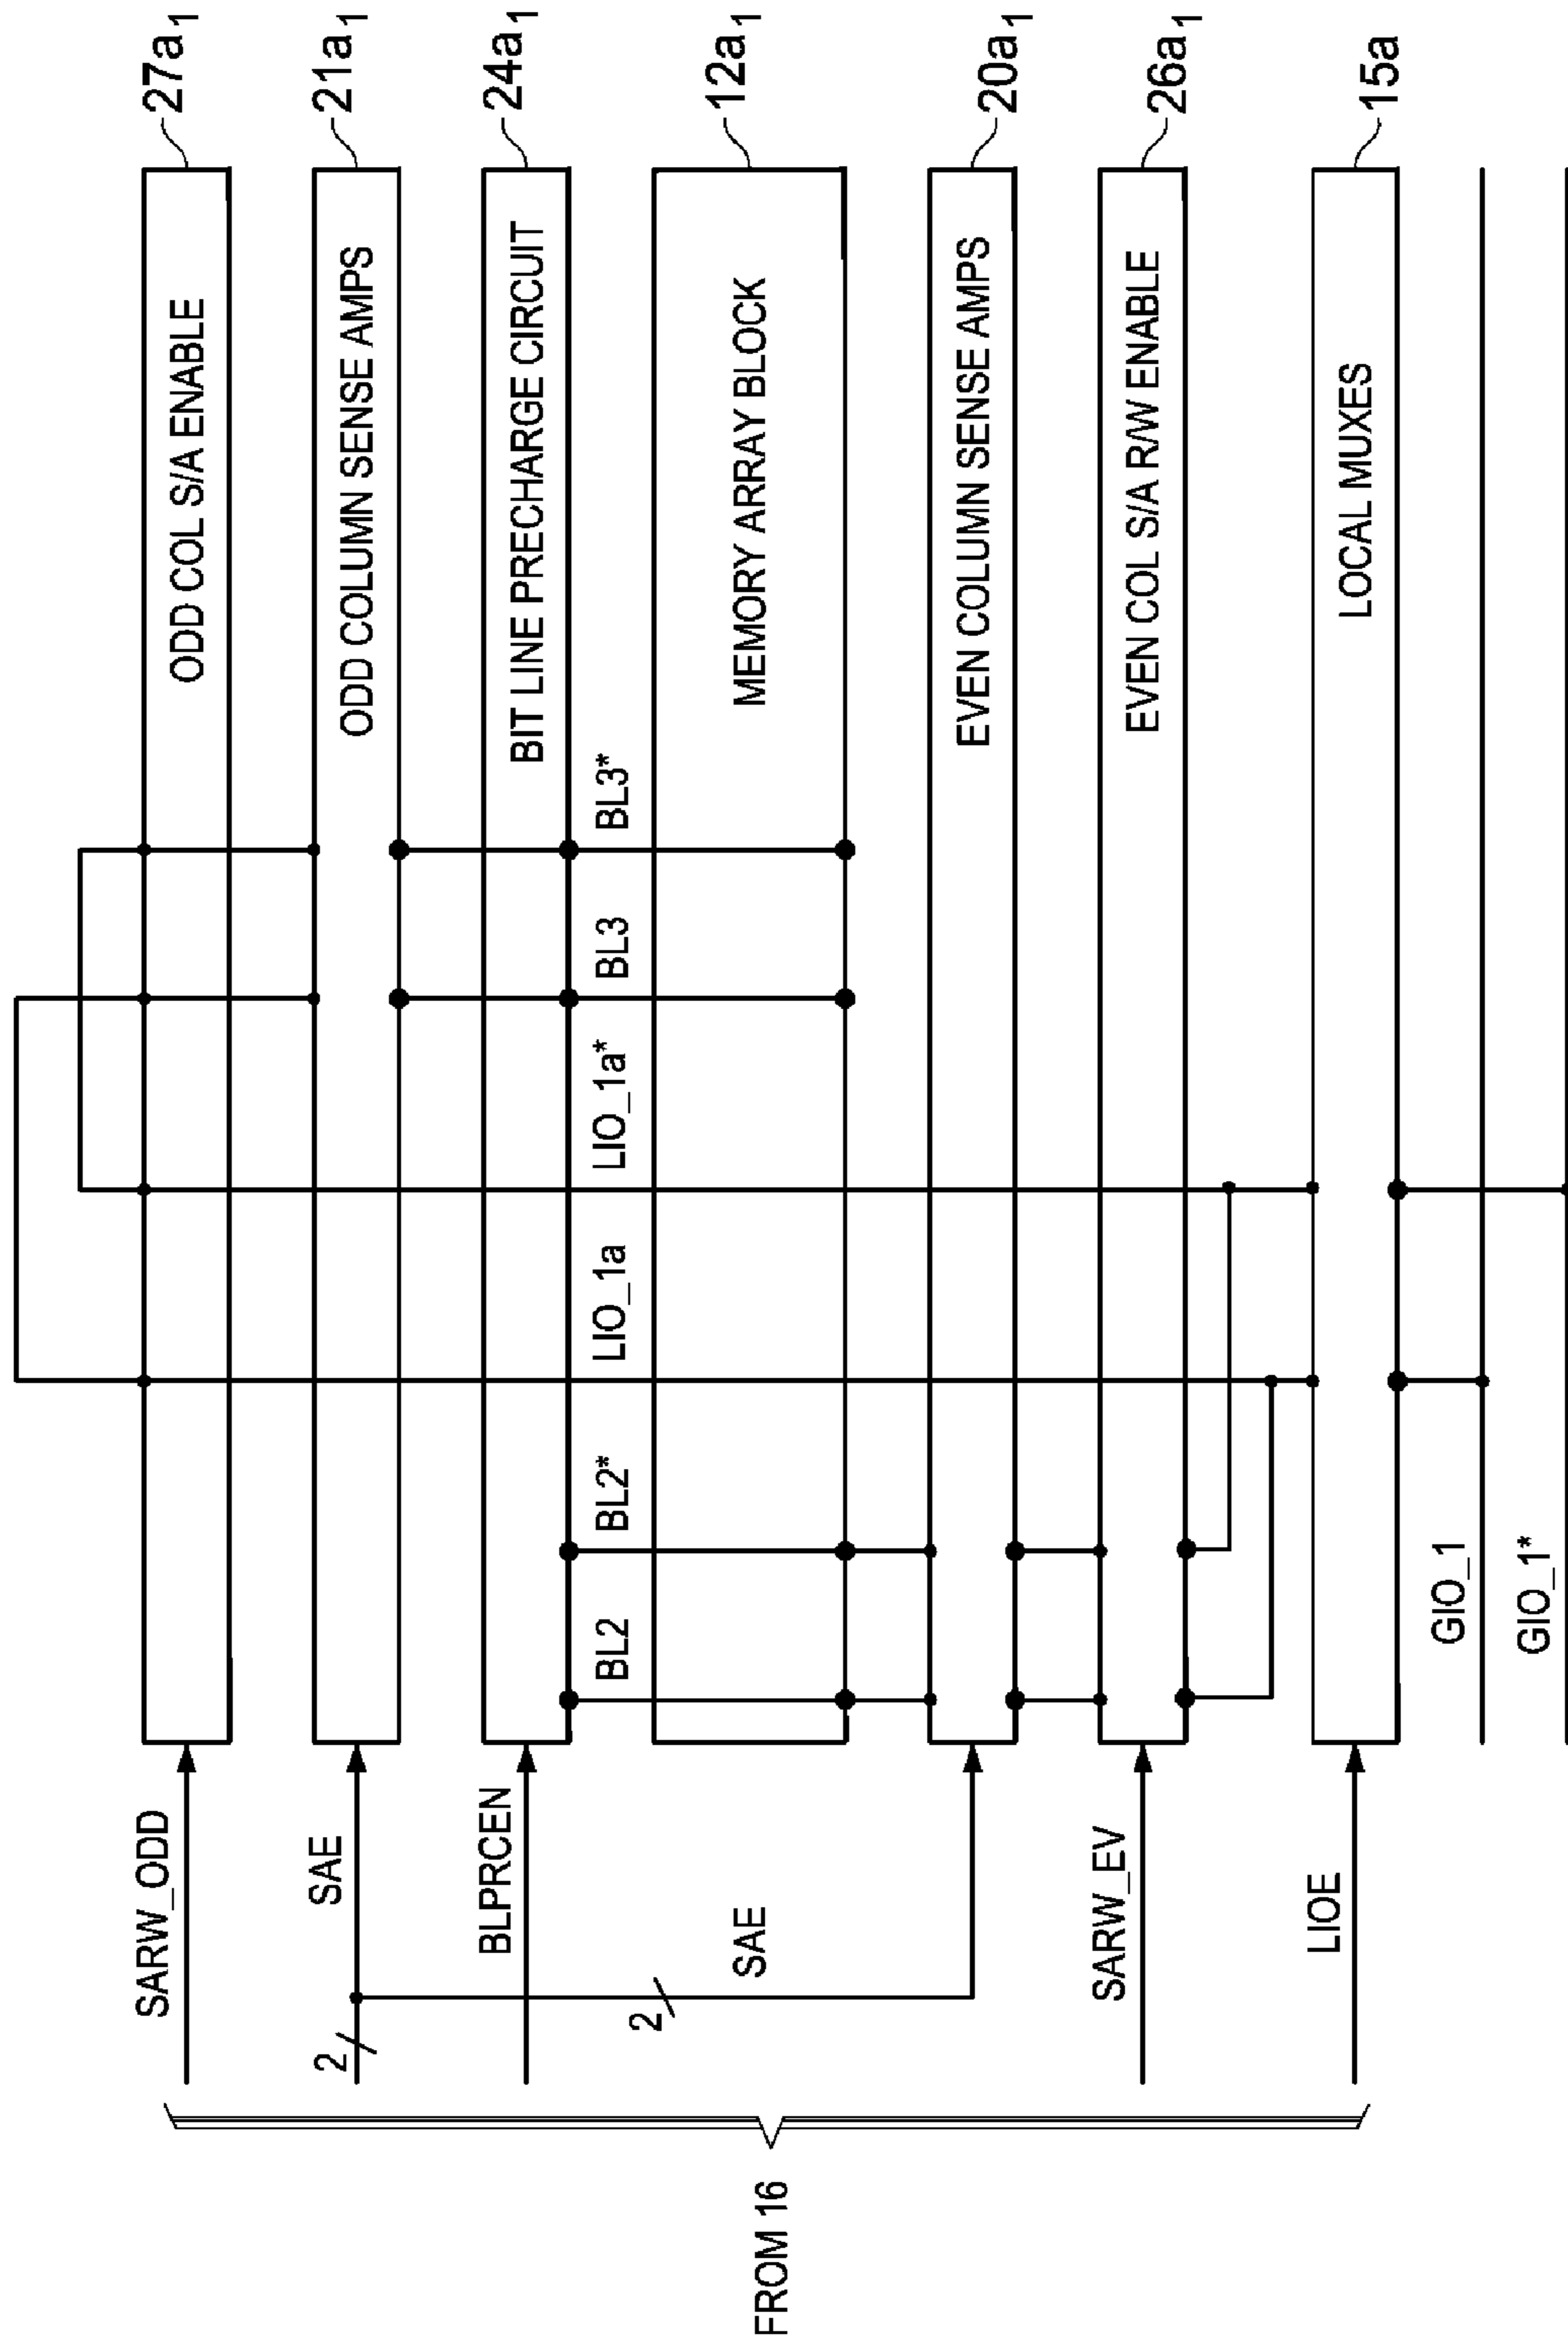 27a1
21a1
24a1
12a1
20a1
26a1
15a
ODD COL S/A ENABLE
ODD COLUMN SENSE AMPS
BIT LINE PRECHARGE CIRCUIT
MEMORY ARRAY BLOCK
EVEN COLUMN SENSE AMPS
EVEN COL S/A R/W ENABLE
LOCAL MUXES
BL3*
BL3
LIO_1a*
LIO_1a
BL2*
BL2
GIO_1
GIO_1*
SARW_ODD
SAE
BLPRCEN
SAE
SARW_EV
LIOE
2
2
FROM 16